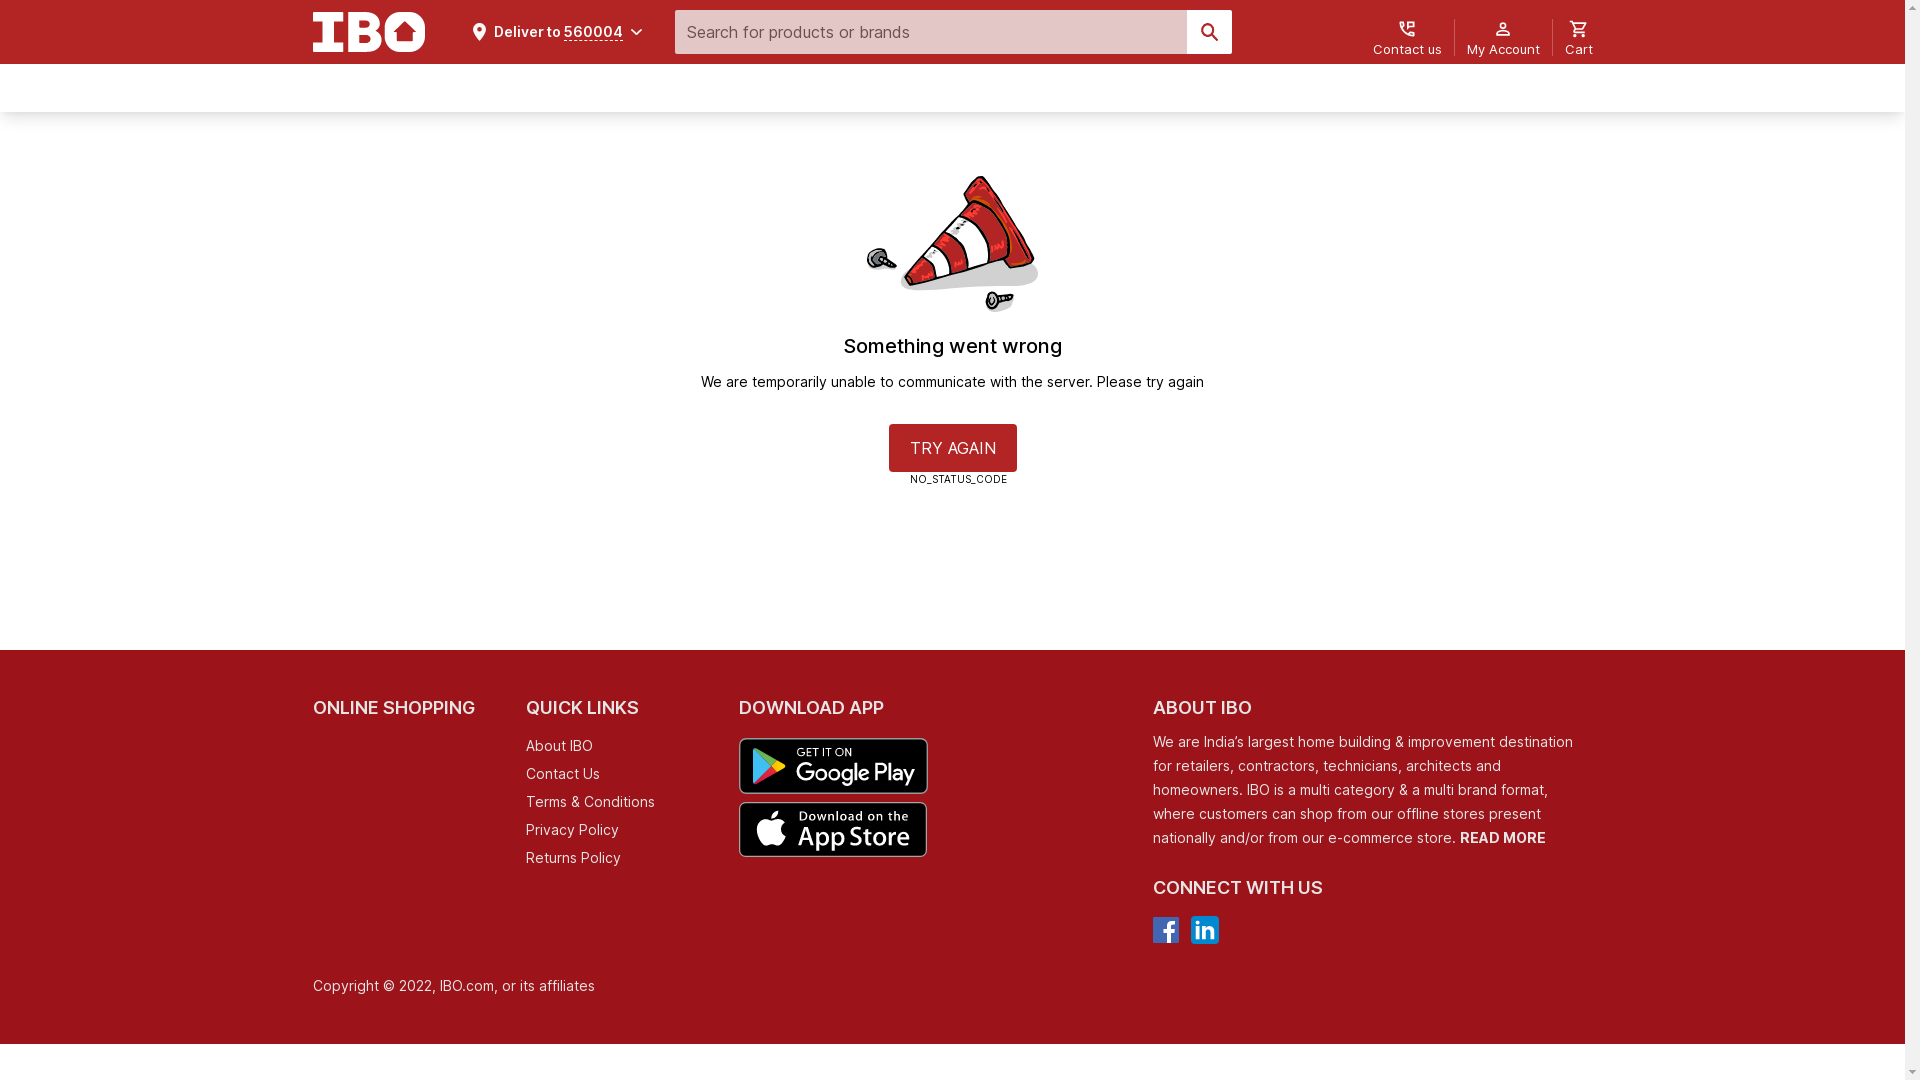 IBO
Deliver to 560004
Search for products or brands
Contact us
My Account
Cart
Something went wrong
We are temporarily unable to communicate with the server. Please try again
TRY AGAIN
NO_STATUS_CODE
ONLINE SHOPPING
QUICK LINKS
About IBO
Contact Us
Terms & Conditions
Privacy Policy
Returns Policy
DOWNLOAD APP
GET IT ON
Google Play
Download on the
App Store
ABOUT IBO
We are India’s largest home building & improvement destination
for retailers, contractors, technicians, architects and
homeowners. IBO is a multi category & a multi brand format,
where customers can shop from our offline stores present
nationally and/or from our e-commerce store. READ MORE
CONNECT WITH US
f
in
Copyright © 2022, IBO.com, or its affiliates